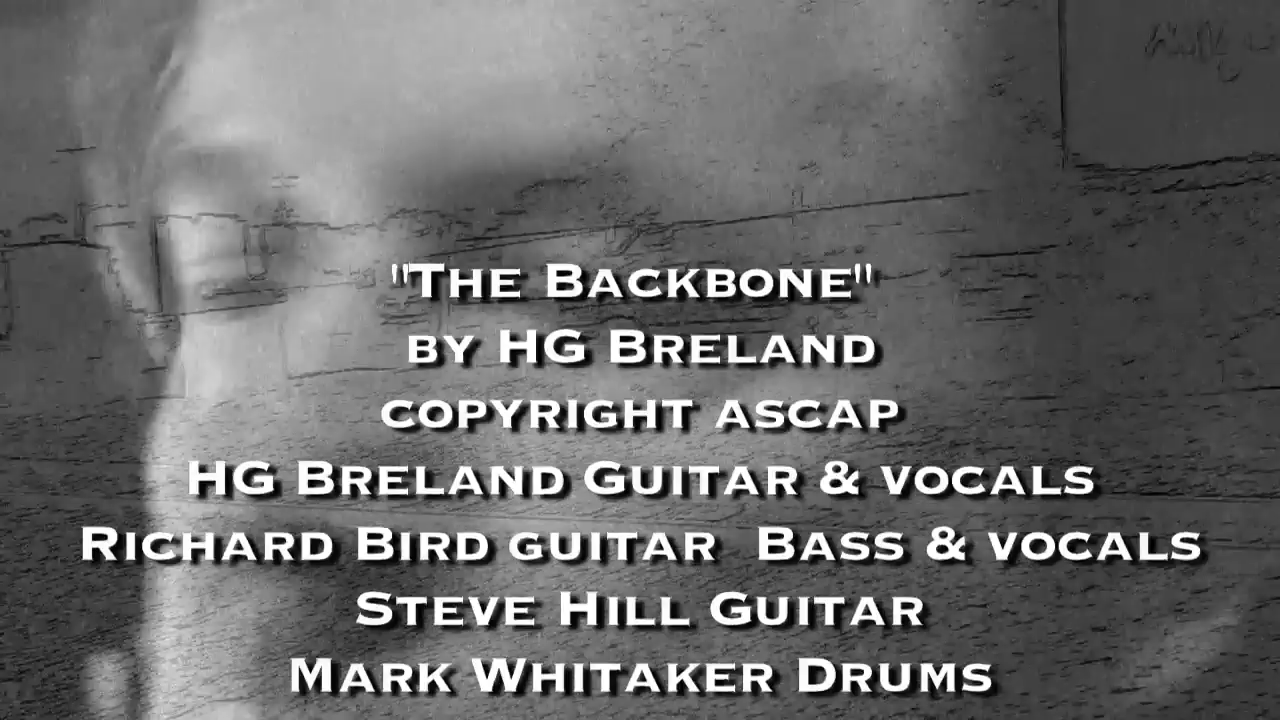 "The Backbone"
by HG Breland
copyright ascap
HG Breland Guitar & vocals
Richard Bird guitar Bass & vocals
Steve Hill Guitar
Mark Whitaker Drums